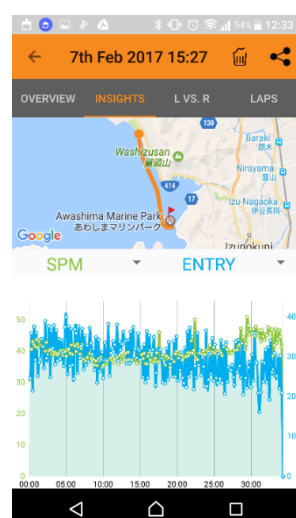 54% 12:33
7th Feb 2017 15:27
OVERVIEW INSIGHTS L VS. R LAPS
139
Baraki
Washizusan
鷲頭山
Nirayama
韮山
414
17
Izu-Nagaoka
伊豆長岡
Awashima Marine Park
あわしまマリンパーク
Google
Izunokuni
SPM ENTRY
50
40
40
30
30
20
20
10
10
0
0
00:00 05:00 10:00 15:00 20:00 25:00 30:00